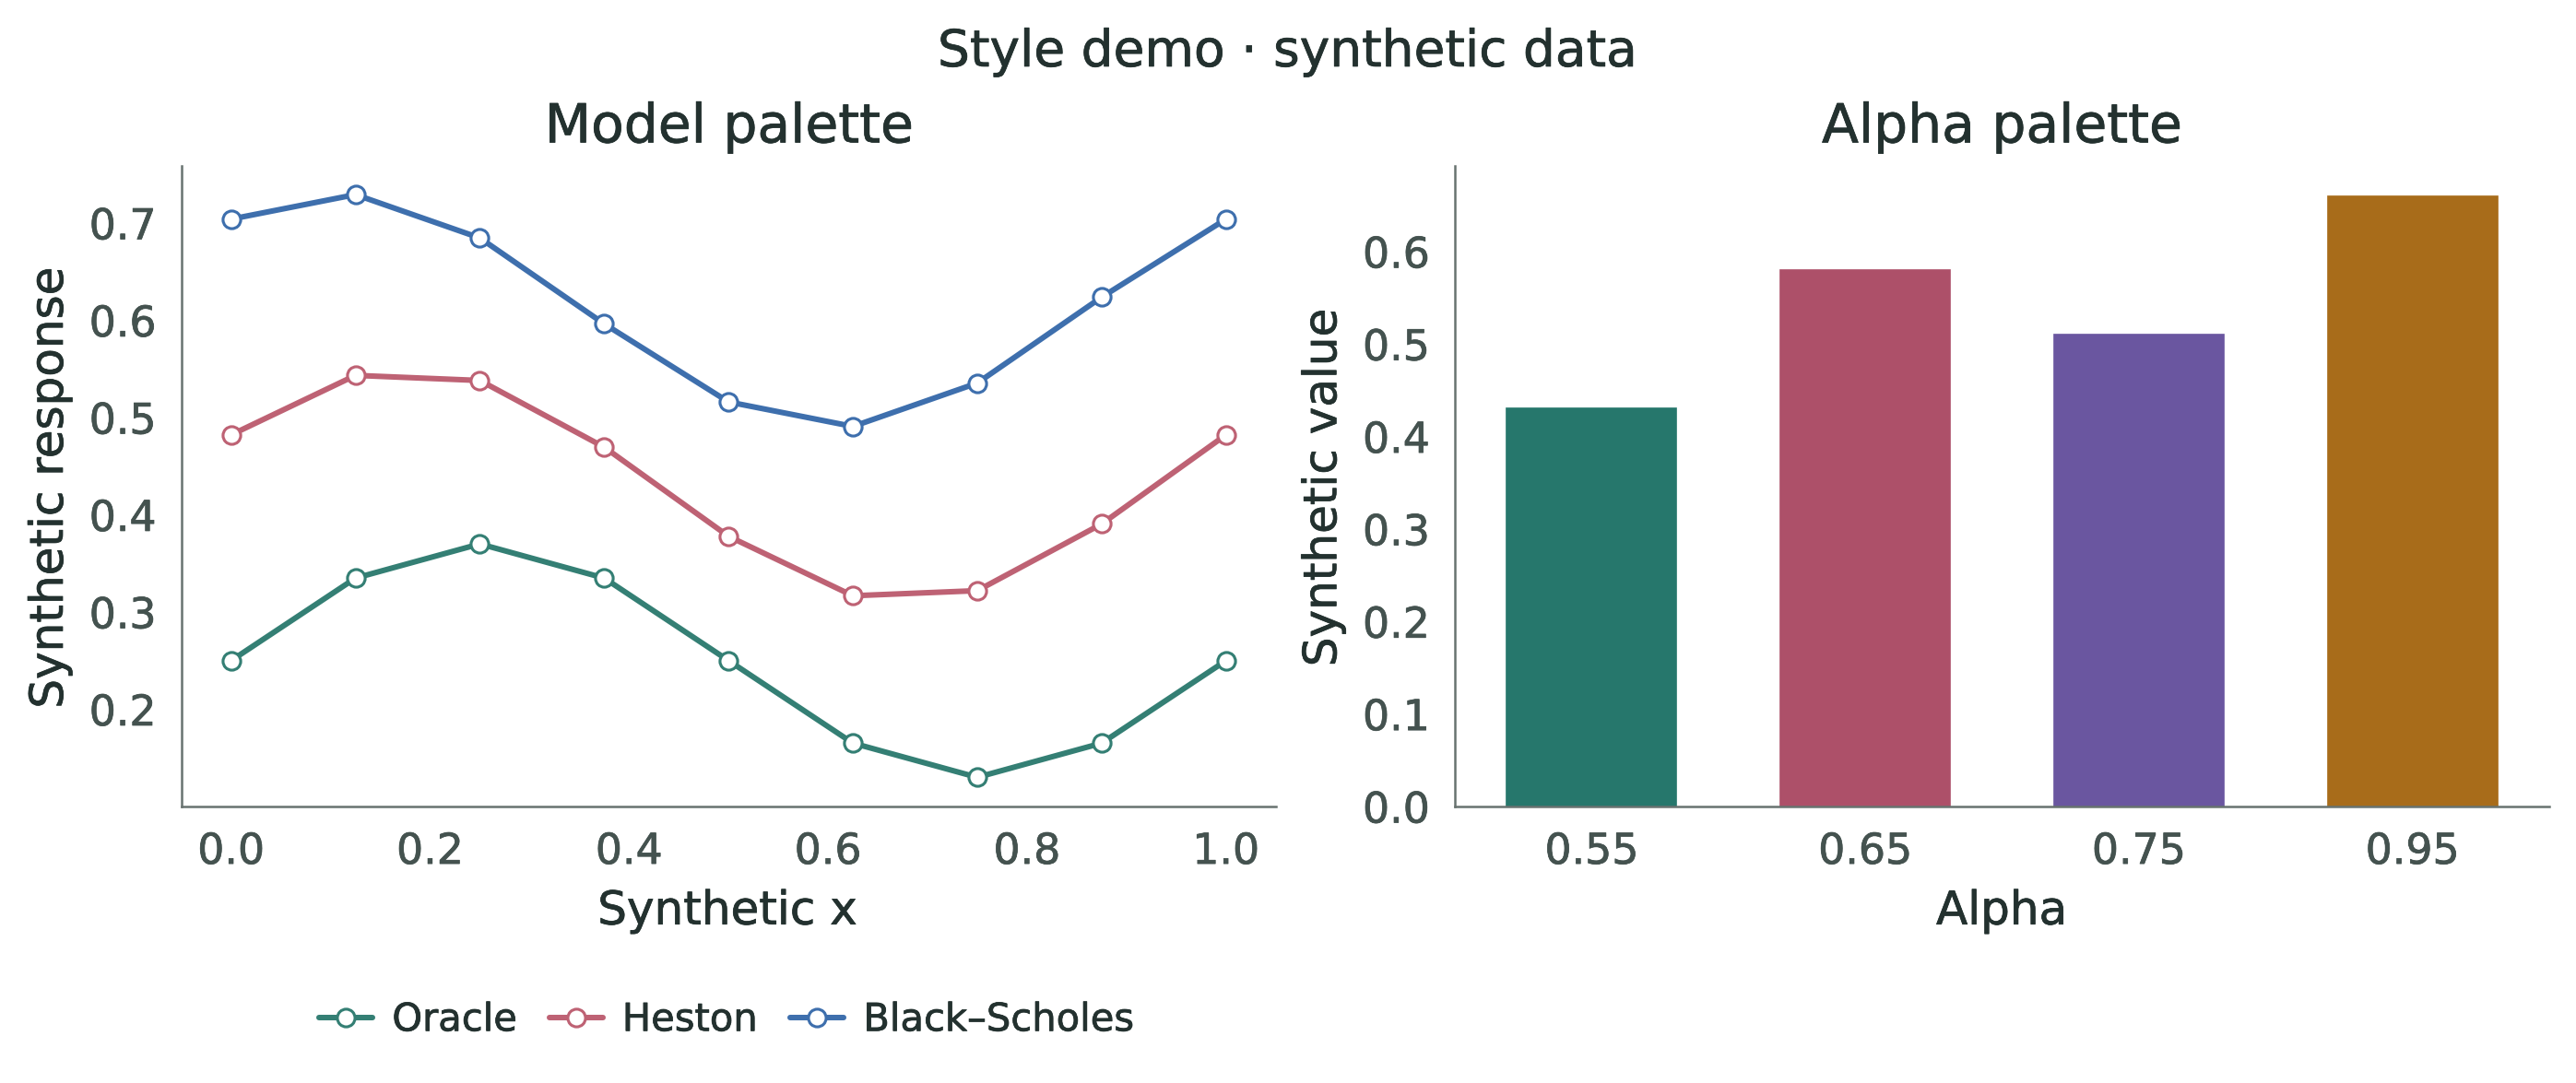 Style demo · synthetic data
Model palette
Synthetic response
0.7
0.6
0.5
0.4
0.3
0.2
0.0 0.2 0.4 0.6 0.8 1.0
Synthetic x
Oracle Heston Black–Scholes
Alpha palette
Synthetic value
0.6
0.5
0.4
0.3
0.2
0.1
0.0
0.55 0.65 0.75 0.95
Alpha